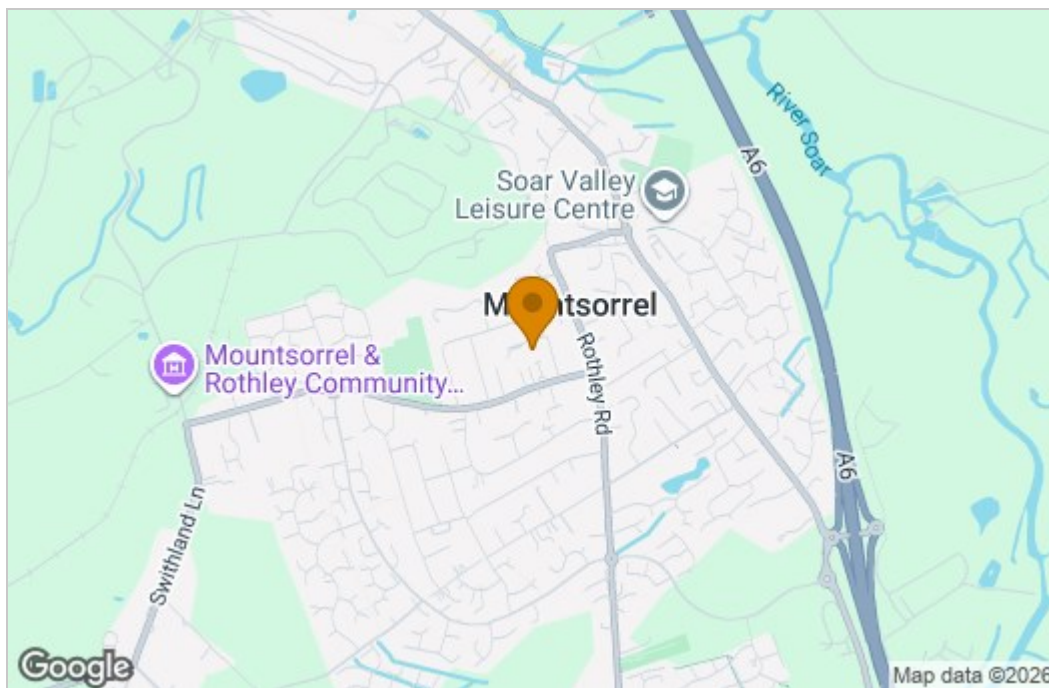 River Soar
A6
Soar Valley
Leisure Centre
Mountsorrel
Mountsorrel &
Rothley Community...
Rothley Rd
A6
Swithland Ln
Google
Map data ©2026